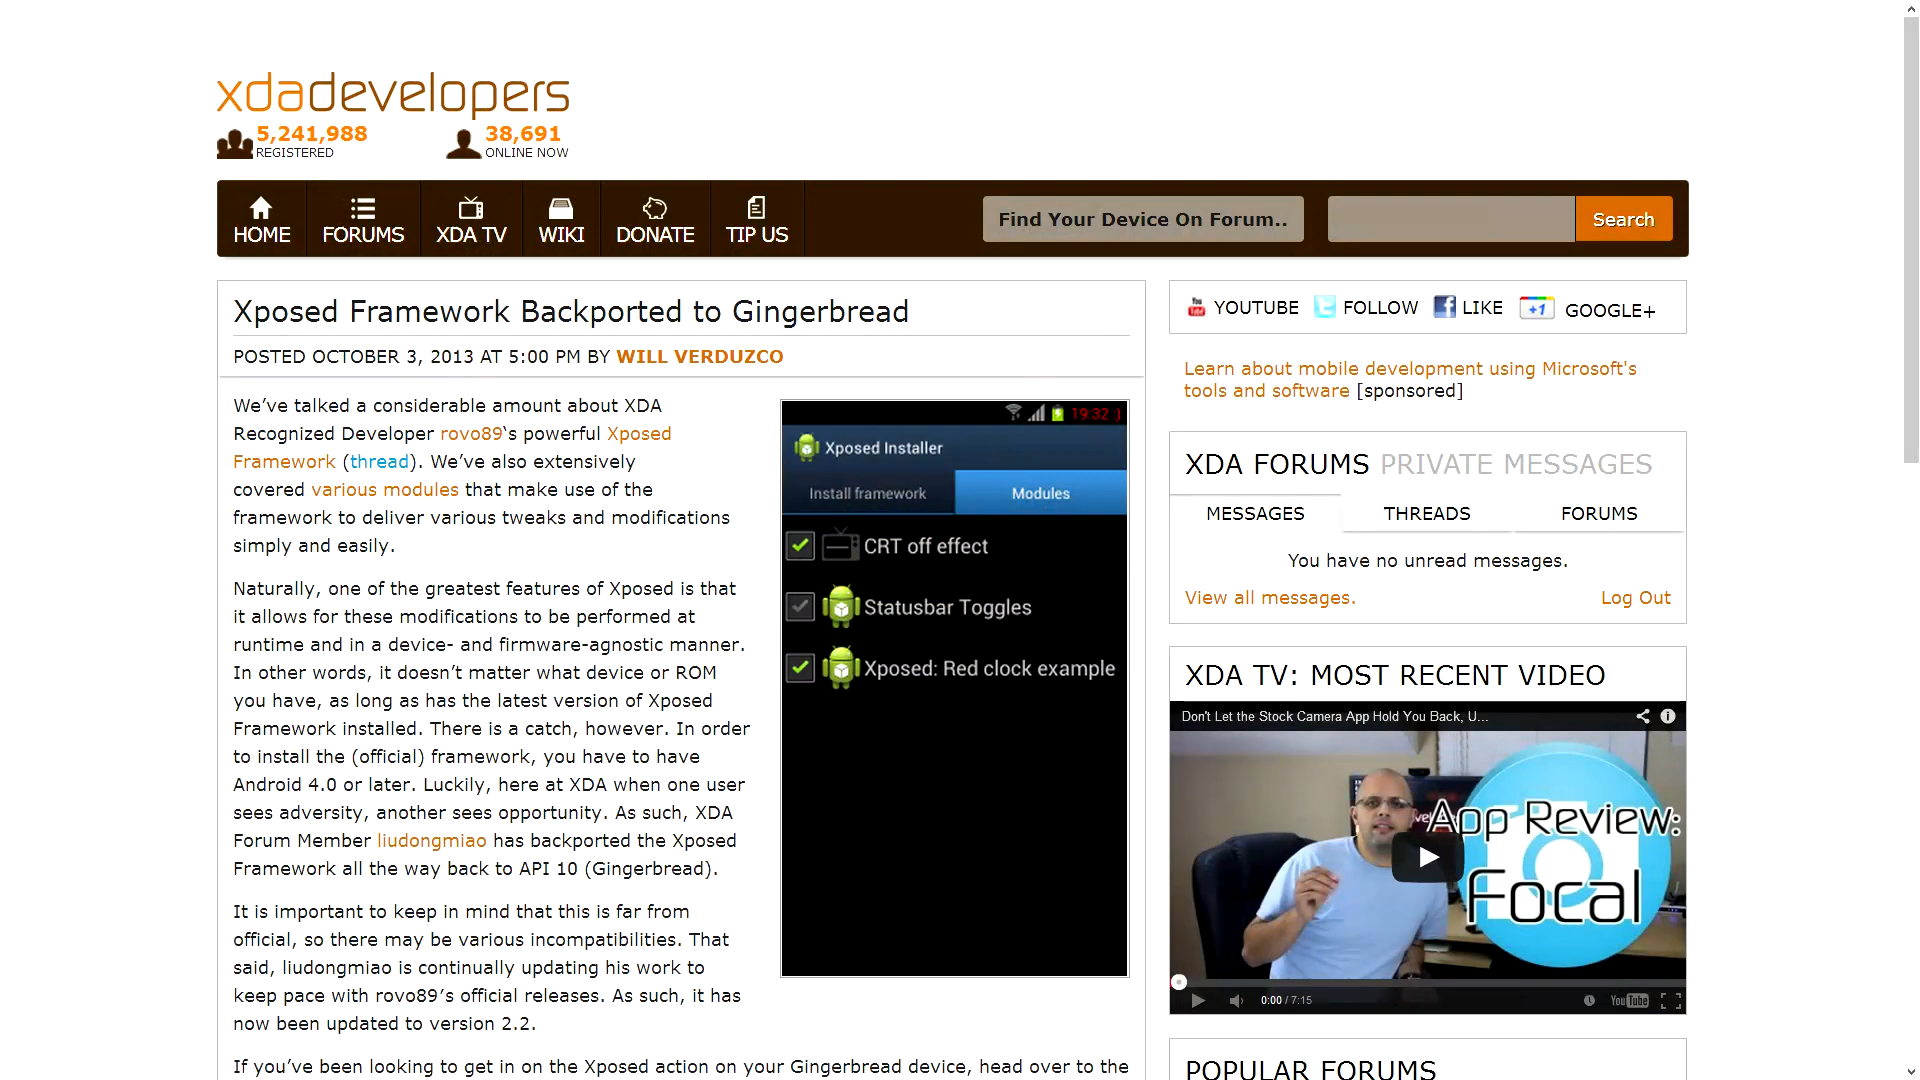 xdadevelopers
5,241,988
REGISTERED
38,691
ONLINE NOW
HOME
FORUMS
XDA TV
WIKI
DONATE
TIP US
Find Your Device On Forum..
Search
Xposed Framework Backported to Gingerbread
POSTED OCTOBER 3, 2013 AT 5:00 PM BY WILL VERDUZCO
We’ve talked a considerable amount about XDA
Recognized Developer rovo89‘s powerful Xposed
Framework (thread). We’ve also extensively
covered various modules that make use of the
framework to deliver various tweaks and modifications
simply and easily.
Naturally, one of the greatest features of Xposed is that
it allows for these modifications to be performed at
runtime and in a device- and firmware-agnostic manner.
In other words, it doesn’t matter what device or ROM
you have, as long as has the latest version of Xposed
Framework installed. There is a catch, however. In order
to install the (official) framework, you have to have
Android 4.0 or later. Luckily, here at XDA when one user
sees adversity, another sees opportunity. As such, XDA
Forum Member liudongmiao has backported the Xposed
Framework all the way back to API 10 (Gingerbread).
It is important to keep in mind that this is far from
official, so there may be various incompatibilities. That
said, liudongmiao is continually updating his work to
keep pace with rovo89’s official releases. As such, it has
now been updated to version 2.2.
If you’ve been looking to get in on the Xposed action on your Gingerbread device, head over to the
19:32 :)
Xposed Installer
Install framework
Modules
CRT off effect
Statusbar Toggles
Xposed: Red clock example
You Tube YOUTUBE
FOLLOW
LIKE
+1 GOOGLE+
Learn about mobile development using Microsoft's
tools and software [sponsored]
XDA FORUMS PRIVATE MESSAGES
MESSAGES
THREADS
FORUMS
You have no unread messages.
View all messages.
Log Out
XDA TV: MOST RECENT VIDEO
Don't Let the Stock Camera App Hold You Back, U...
App Review:
Focal
0:00 / 7:15
YouTube
POPULAR FORUMS